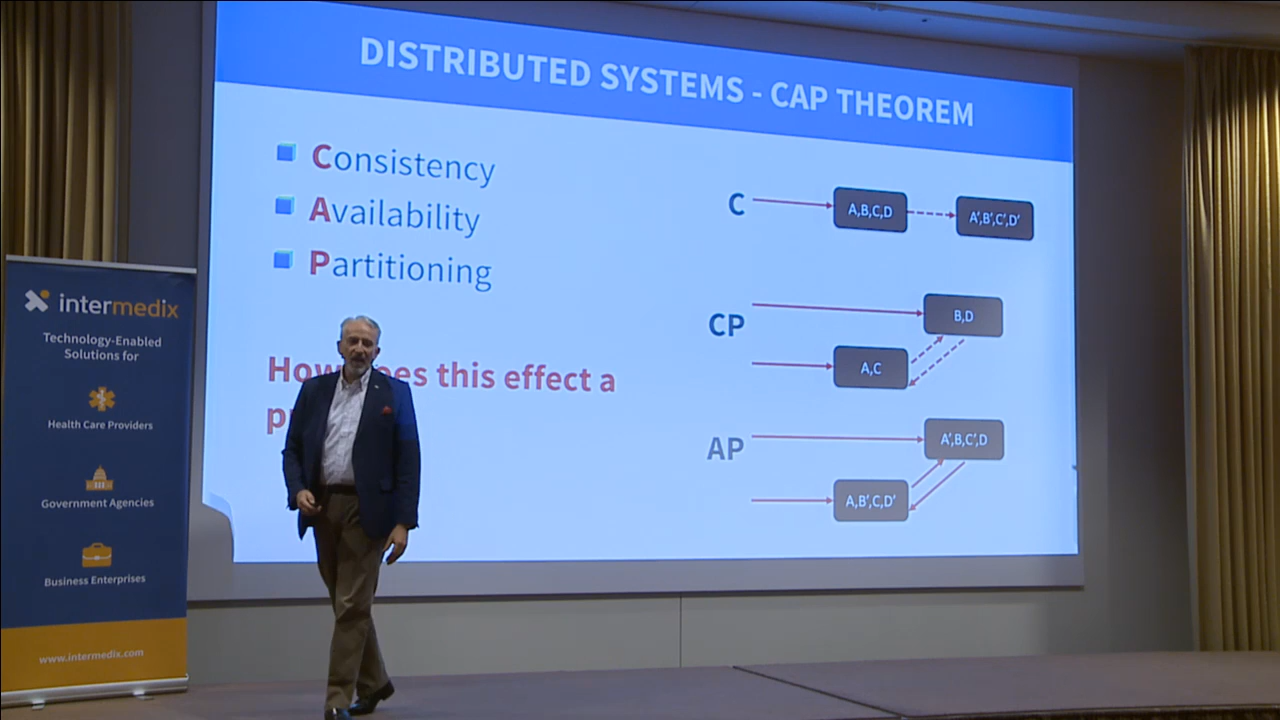 DISTRIBUTED SYSTEMS - CAP THEOREM
Consistency
Availability
Partitioning
effect a
this
C
A,B,C,D
A',B',C',D'
CP
B,D
A,C
AP
A',B,C',D
A,B',C,D'
intermedix
Technology-Enabled
Solutions for
Health Care Providers
Government Agencies
Business Enterprises
www.intermedix.com